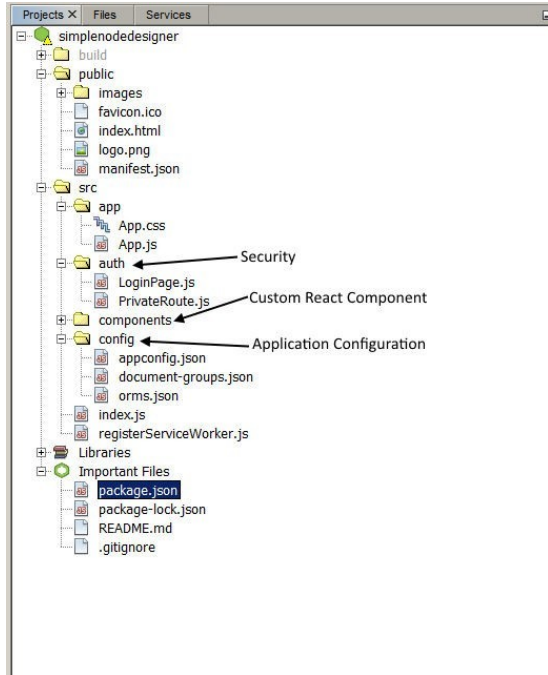 Projects X Files Services
simplenodedesigner
build
public
images
favicon.ico
index.html
logo.png
manifest.json
src
app
App.css
App.js
auth
Security
LoginPage.js
PrivateRoute.js
Custom React Component
components
config
Application Configuration
appconfig.json
document-groups.json
orms.json
index.js
registerServiceWorker.js
Libraries
Important Files
package.json
package-lock.json
README.md
.gitignore